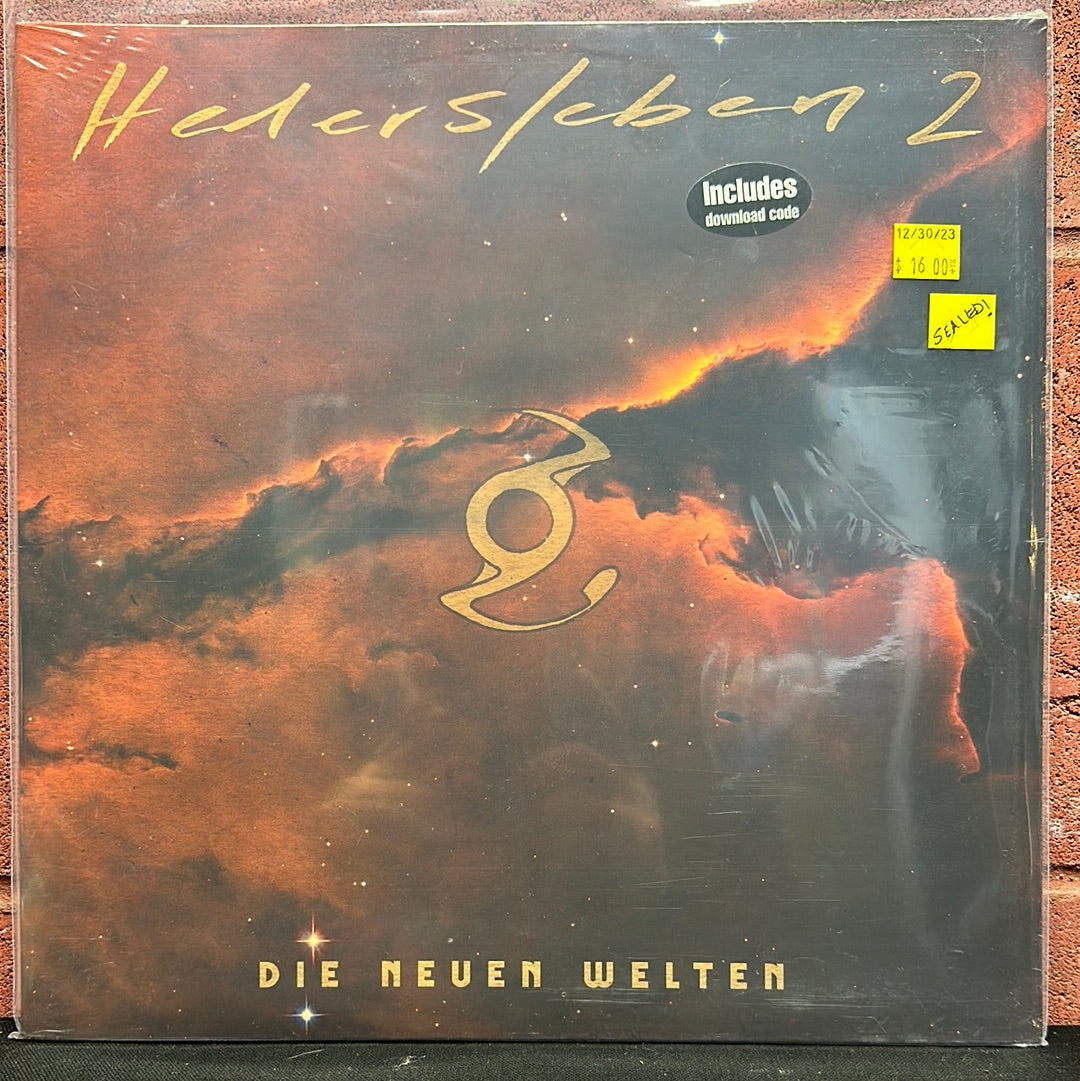 Hedersleben 2
Includes
download code
12/30/23
$ 16 00
SEALED!
DIE NEUEN WELTEN